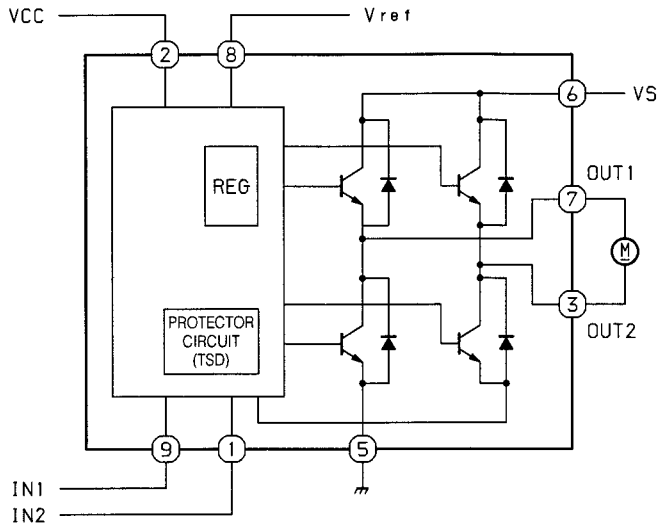 VCC
Vref
2
8
6
VS
REG
OUT1
7
M
3
OUT2
PROTECTOR
CIRCUIT
(TSD)
9
1
5
IN1
IN2